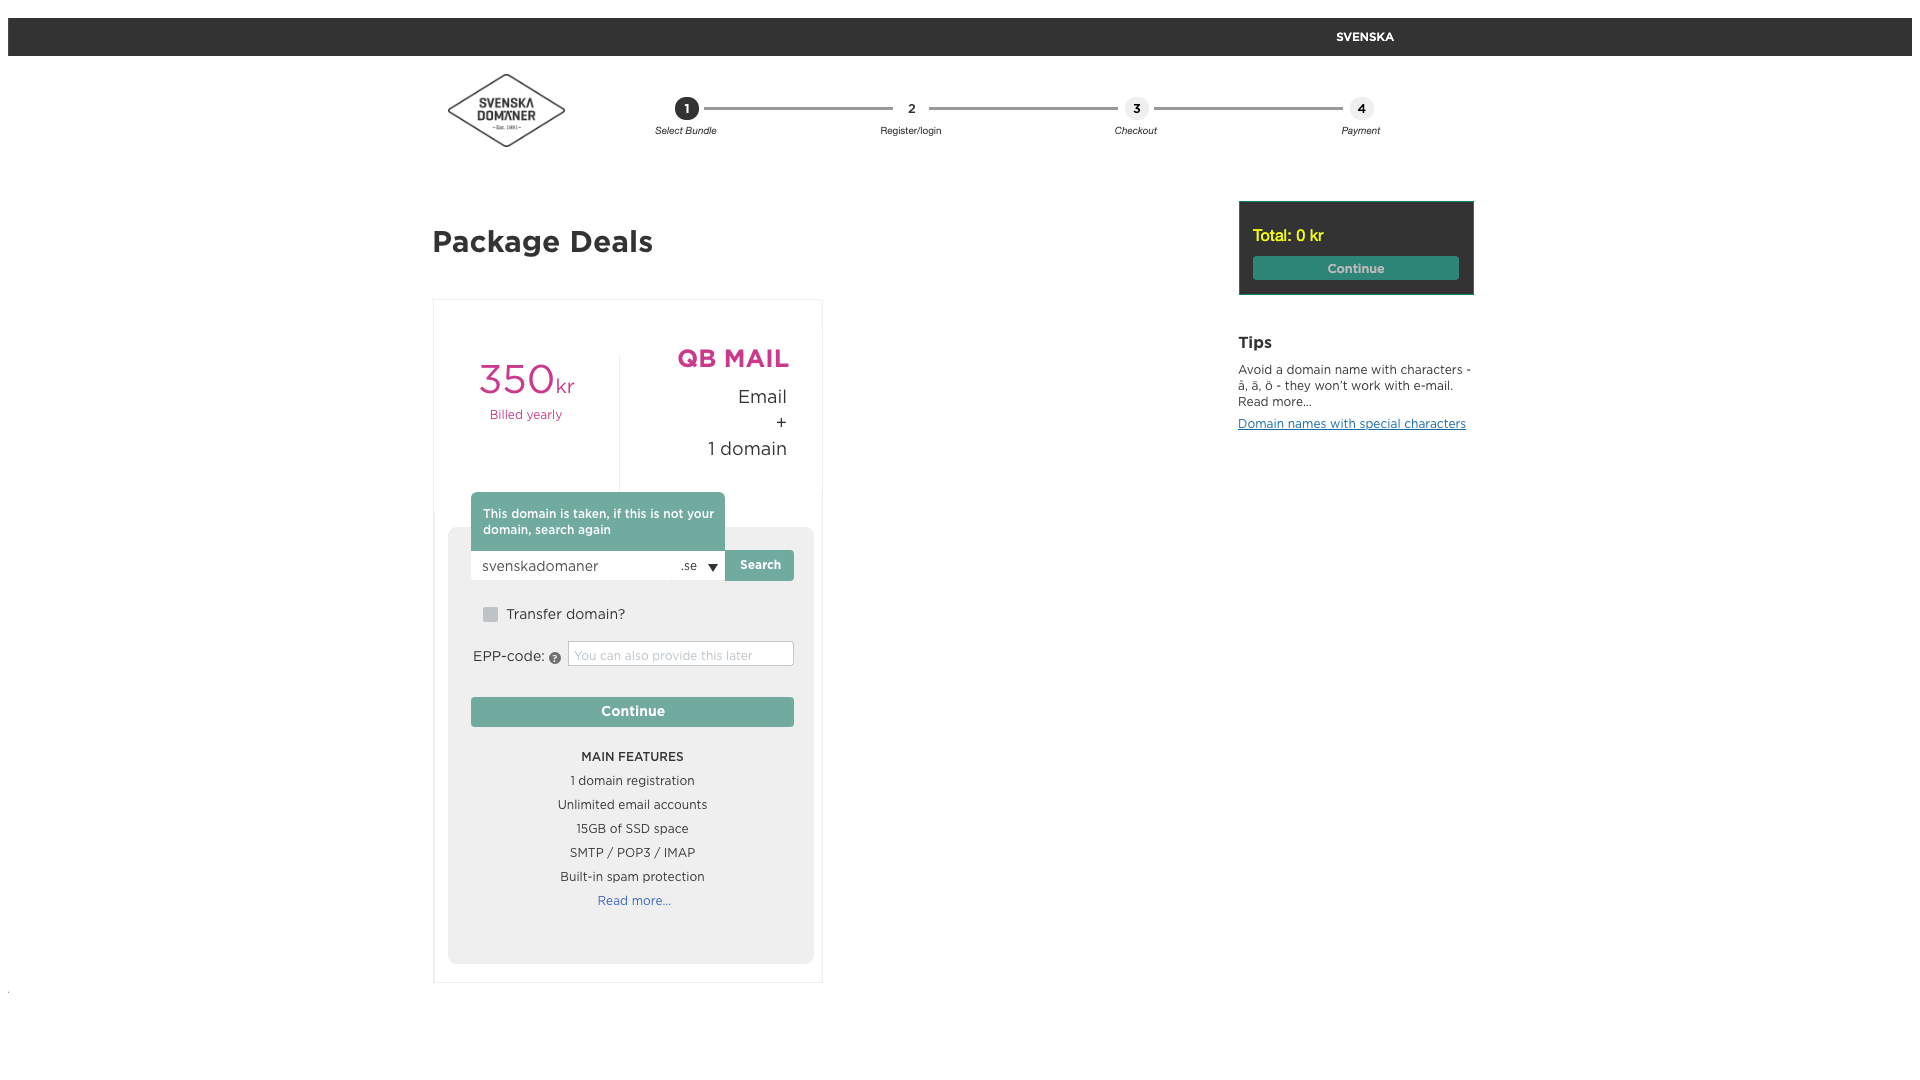 SVENSKA
SVENSKA
DOMÄNER
Est. 1981
1
2
3
4
Select Bundle
Register/login
Checkout
Payment
Package Deals
Total: 0 kr
Continue
Tips
Avoid a domain name with characters -
å, ä, ö - they won't work with e-mail.
Read more...
Domain names with special characters
350kr
Billed yearly
QB MAIL
Email
+
1 domain
This domain is taken, if this is not your
domain, search again
svenskadomaner .se ▼ Search
Transfer domain?
EPP-code: ? You can also provide this later
Continue
MAIN FEATURES
1 domain registration
Unlimited email accounts
15GB of SSD space
SMTP / POP3 / IMAP
Built-in spam protection
Read more...